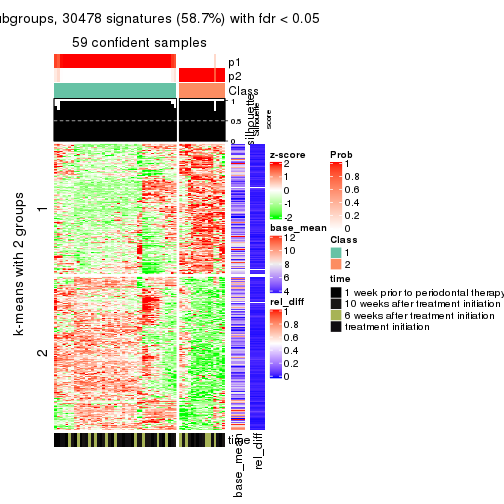 ubgroups, 30478 signatures (58.7%) with fdr < 0.05
59 confident samples
p1
p2
Class
1
0.5
0
silhouette
Silhouette
score
k-means with 2 groups
1
2
time
base_mean
rel_diff
z-score
2
1
0
-1
-2
base_mean
12
10
8
6
4
rel_diff
1
0.8
0.6
0.4
0.2
0
Prob
1
0.8
0.6
0.4
0.2
0
Class
1
2
time
1 week prior to periodontal therapy
10 weeks after treatment initiation
6 weeks after treatment initiation
treatment initiation